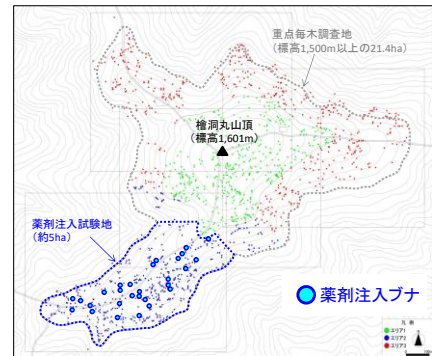 重点毎木調査地
（標高1,500m以上の21.4ha）
檜洞丸山頂
（標高1,601m）
薬剤注入試験地
（約5ha）
薬剤注入ブナ
凡例
エリア1
エリア2
エリア3